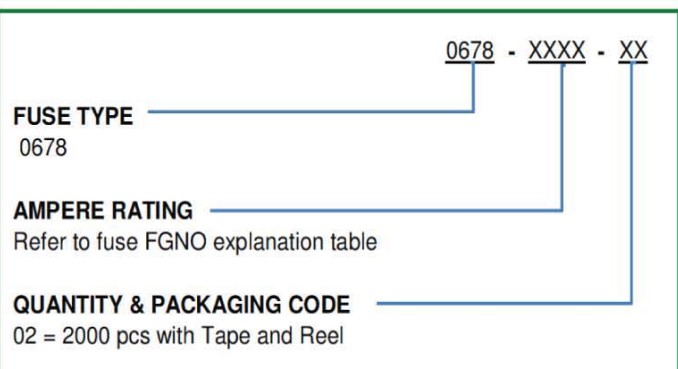 0678 - XXXX - XX
FUSE TYPE
0678
AMPERE RATING
Refer to fuse FGNO explanation table
QUANTITY & PACKAGING CODE
02 = 2000 pcs with Tape and Reel